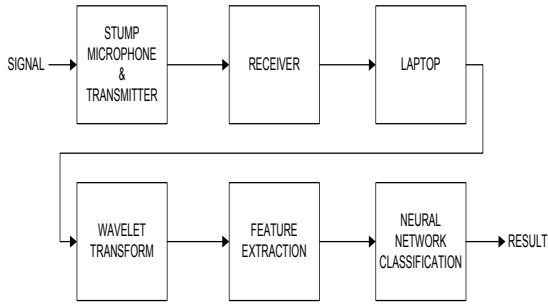 SIGNAL
STUMP
MICROPHONE
&
TRANSMITTER
RECEIVER
LAPTOP
WAVELET
TRANSFORM
FEATURE
EXTRACTION
NEURAL
NETWORK
CLASSIFICATION
RESULT